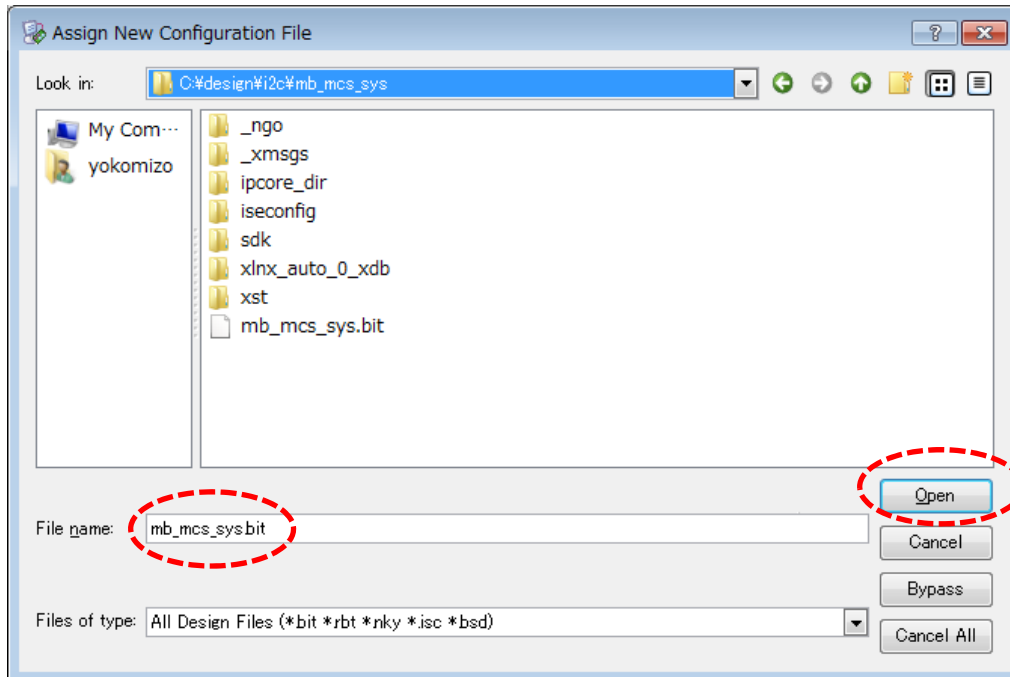 Assign New Configuration File
Look in:
C:¥design¥i2c¥mb_mcs_sys
My Com…
yokomizo
_ngo
_xmsgs
ipcore_dir
iseconfig
sdk
xlnx_auto_0_xdb
xst
mb_mcs_sys.bit
Open
File name:
mb_mcs_sys.bit
Cancel
Bypass
Files of type:
All Design Files (*.bit *.rbt *.nky *.isc *.bsd)
Cancel All